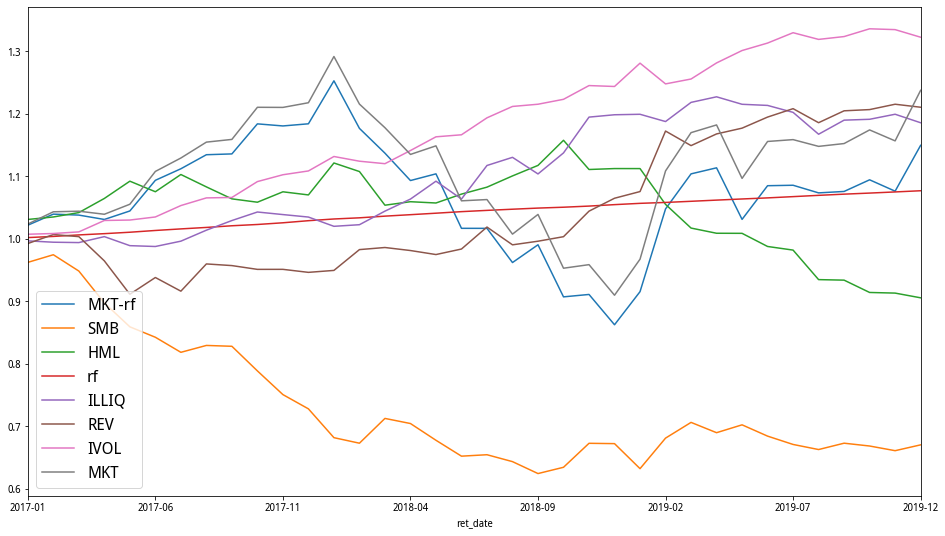 1.3
1.2
1.1
1.0
0.9
0.8
0.7
0.6
MKT-rf
SMB
HML
rf
ILLIQ
REV
IVOL
MKT
2017-01 2017-06 2017-11 2018-04 2018-09 2019-02 2019-07 2019-12
ret_date